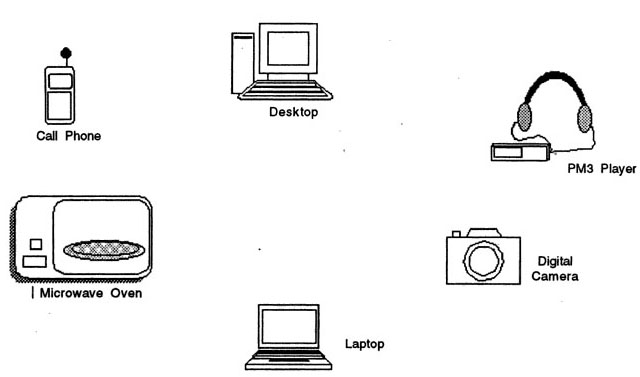 Desktop
Call Phone
PM3 Player
Digital
Camera
| Microwave Oven
Laptop